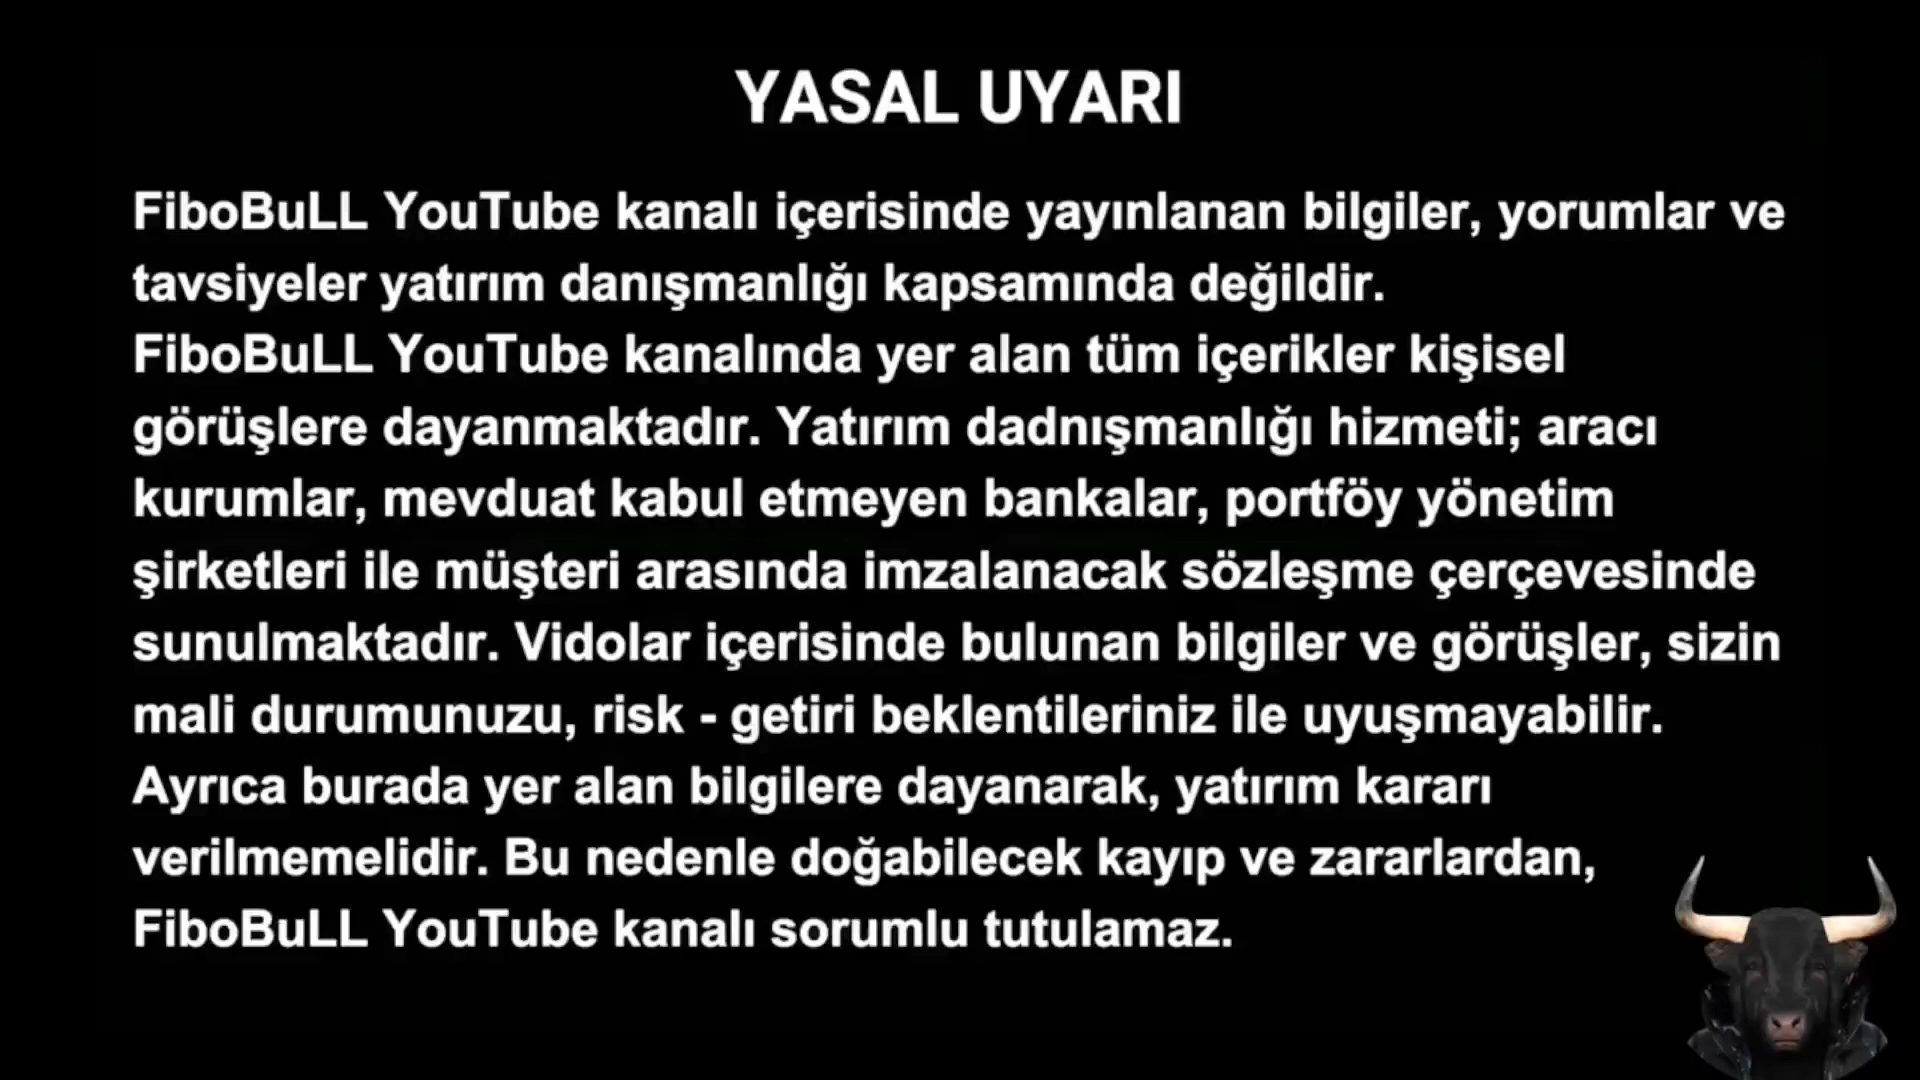 YASAL UYARI
FiboBuLL YouTube kanalı içerisinde yayınlanan bilgiler, yorumlar ve
tavsiyeler yatırım danışmanlığı kapsamında değildir.
FiboBuLL YouTube kanalında yer alan tüm içerikler kişisel
görüşlere dayanmaktadır. Yatırım dadnışmanlığı hizmeti; aracı
kurumlar, mevduat kabul etmeyen bankalar, portföy yönetim
şirketleri ile müşteri arasında imzalanacak sözleşme çerçevesinde
sunulmaktadır. Vidolar içerisinde bulunan bilgiler ve görüşler, sizin
mali durumunuzu, risk - getiri beklentileriniz ile uyuşmayabilir.
Ayrıca burada yer alan bilgilere dayanarak, yatırım kararı
verilmemelidir. Bu nedenle doğabilecek kayıp ve zararlardan,
FiboBuLL YouTube kanalı sorumlu tutulamaz.